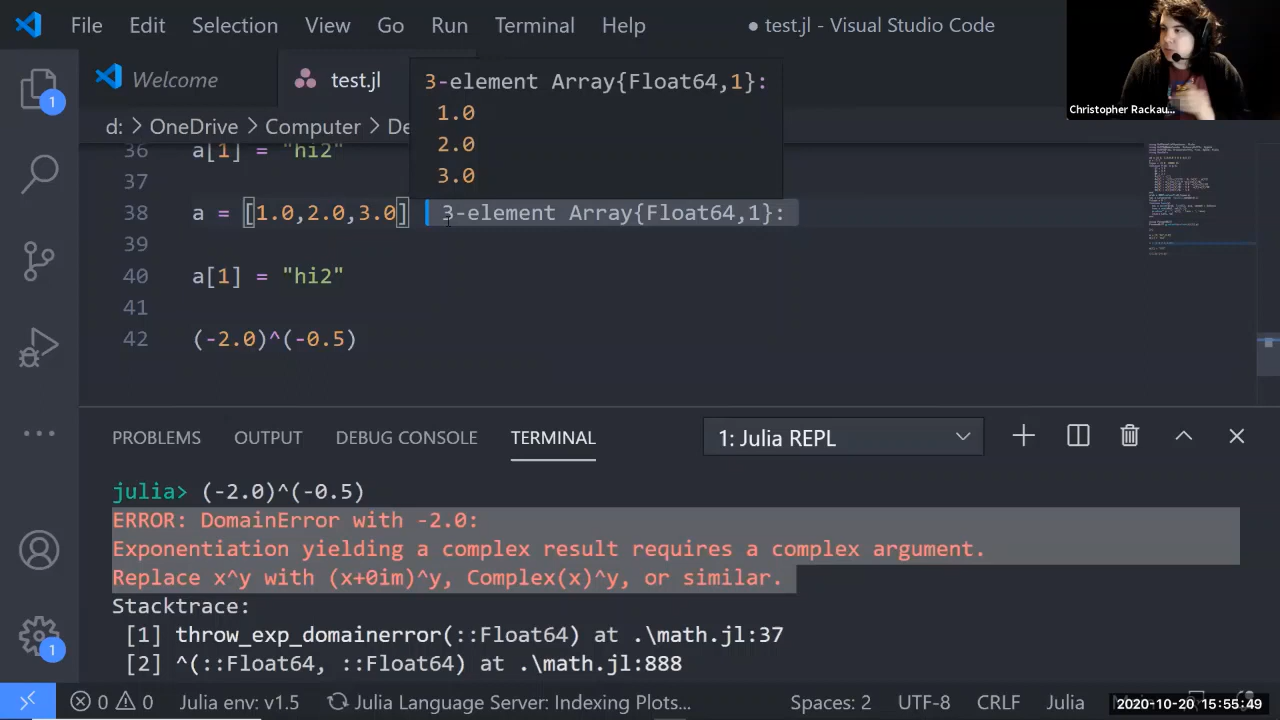 File Edit Selection View Go Run Terminal Help
● test.jl - Visual Studio Code
Christopher Rackau...
Welcome
test.jl
3-element Array{Float64,1}:
1.0
2.0
3.0
d: > OneDrive > Computer > De
36 a[1] = "hi2"
37
38 a = [1.0,2.0,3.0] 3-element Array{Float64,1}:
39
40 a[1] = "hi2"
41
42 (-2.0)^(-0.5)
1
PROBLEMS OUTPUT DEBUG CONSOLE TERMINAL 1: Julia REPL
julia> (-2.0)^(-0.5)
ERROR: DomainError with -2.0:
Exponentiation yielding a complex result requires a complex argument.
Replace x^y with (x+0im)^y, Complex(x)^y, or similar.
Stacktrace:
[1] throw_exp_domainerror(::Float64) at .\math.jl:37
[2] ^(::Float64, ::Float64) at .\math.jl:888
1
0 0 Julia env: v1.5 Julia Language Server: Indexing Plots... Spaces: 2 UTF-8 CRLF Julia
2020-10-20 15:55:49